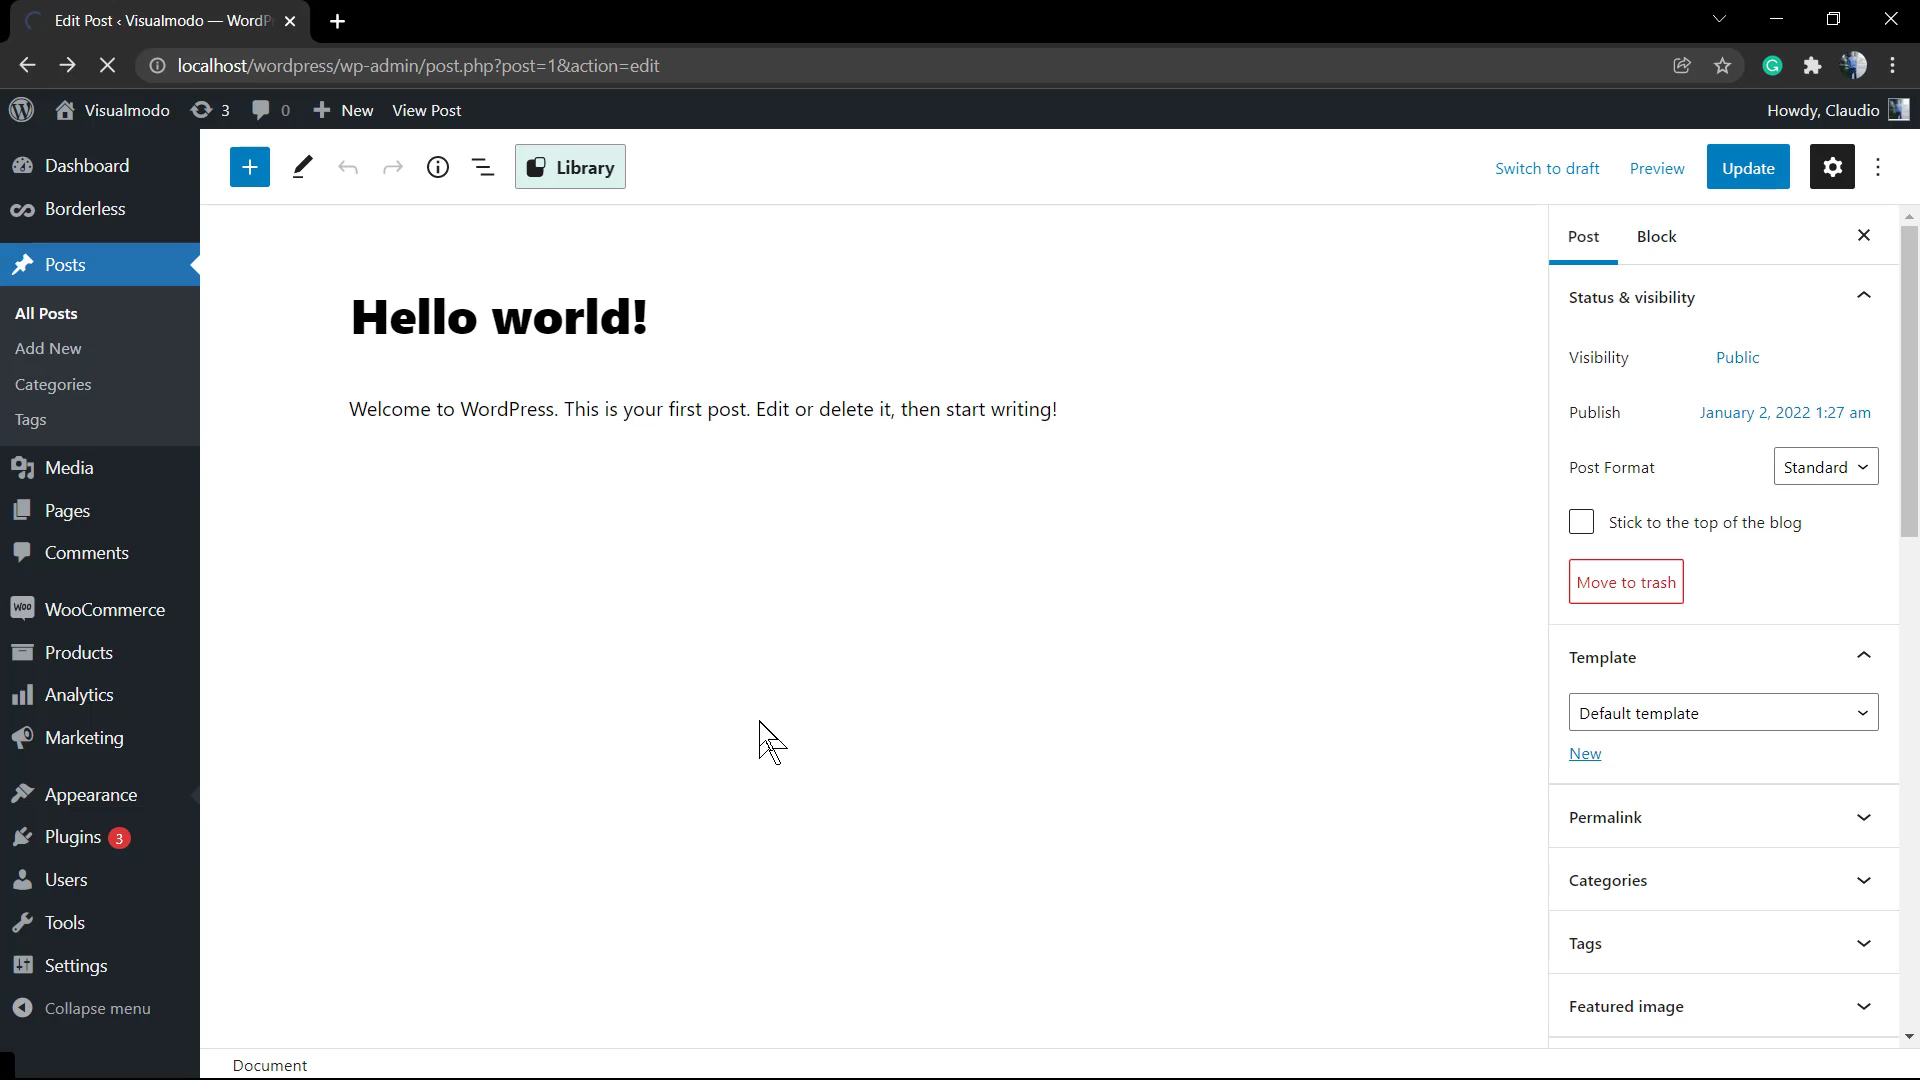 Edit Post ‹ Visualmodo — WordP
localhost/wordpress/wp-admin/post.php?post=1&action=edit
Visualmodo 3 0 New View Post Howdy, Claudio
Dashboard
Borderless
Posts
All Posts
Add New
Categories
Tags
Media
Pages
Comments
Woo WooCommerce
Products
Analytics
Marketing
Appearance
Plugins 3
Users
Tools
Settings
Collapse menu
Library
Switch to draft Preview Update
Hello world!
Welcome to WordPress. This is your first post. Edit or delete it, then start writing!
Document
Post Block
Status & visibility
Visibility Public
Publish January 2, 2022 1:27 am
Post Format Standard
Stick to the top of the blog
Move to trash
Template
Default template
New
Permalink
Categories
Tags
Featured image